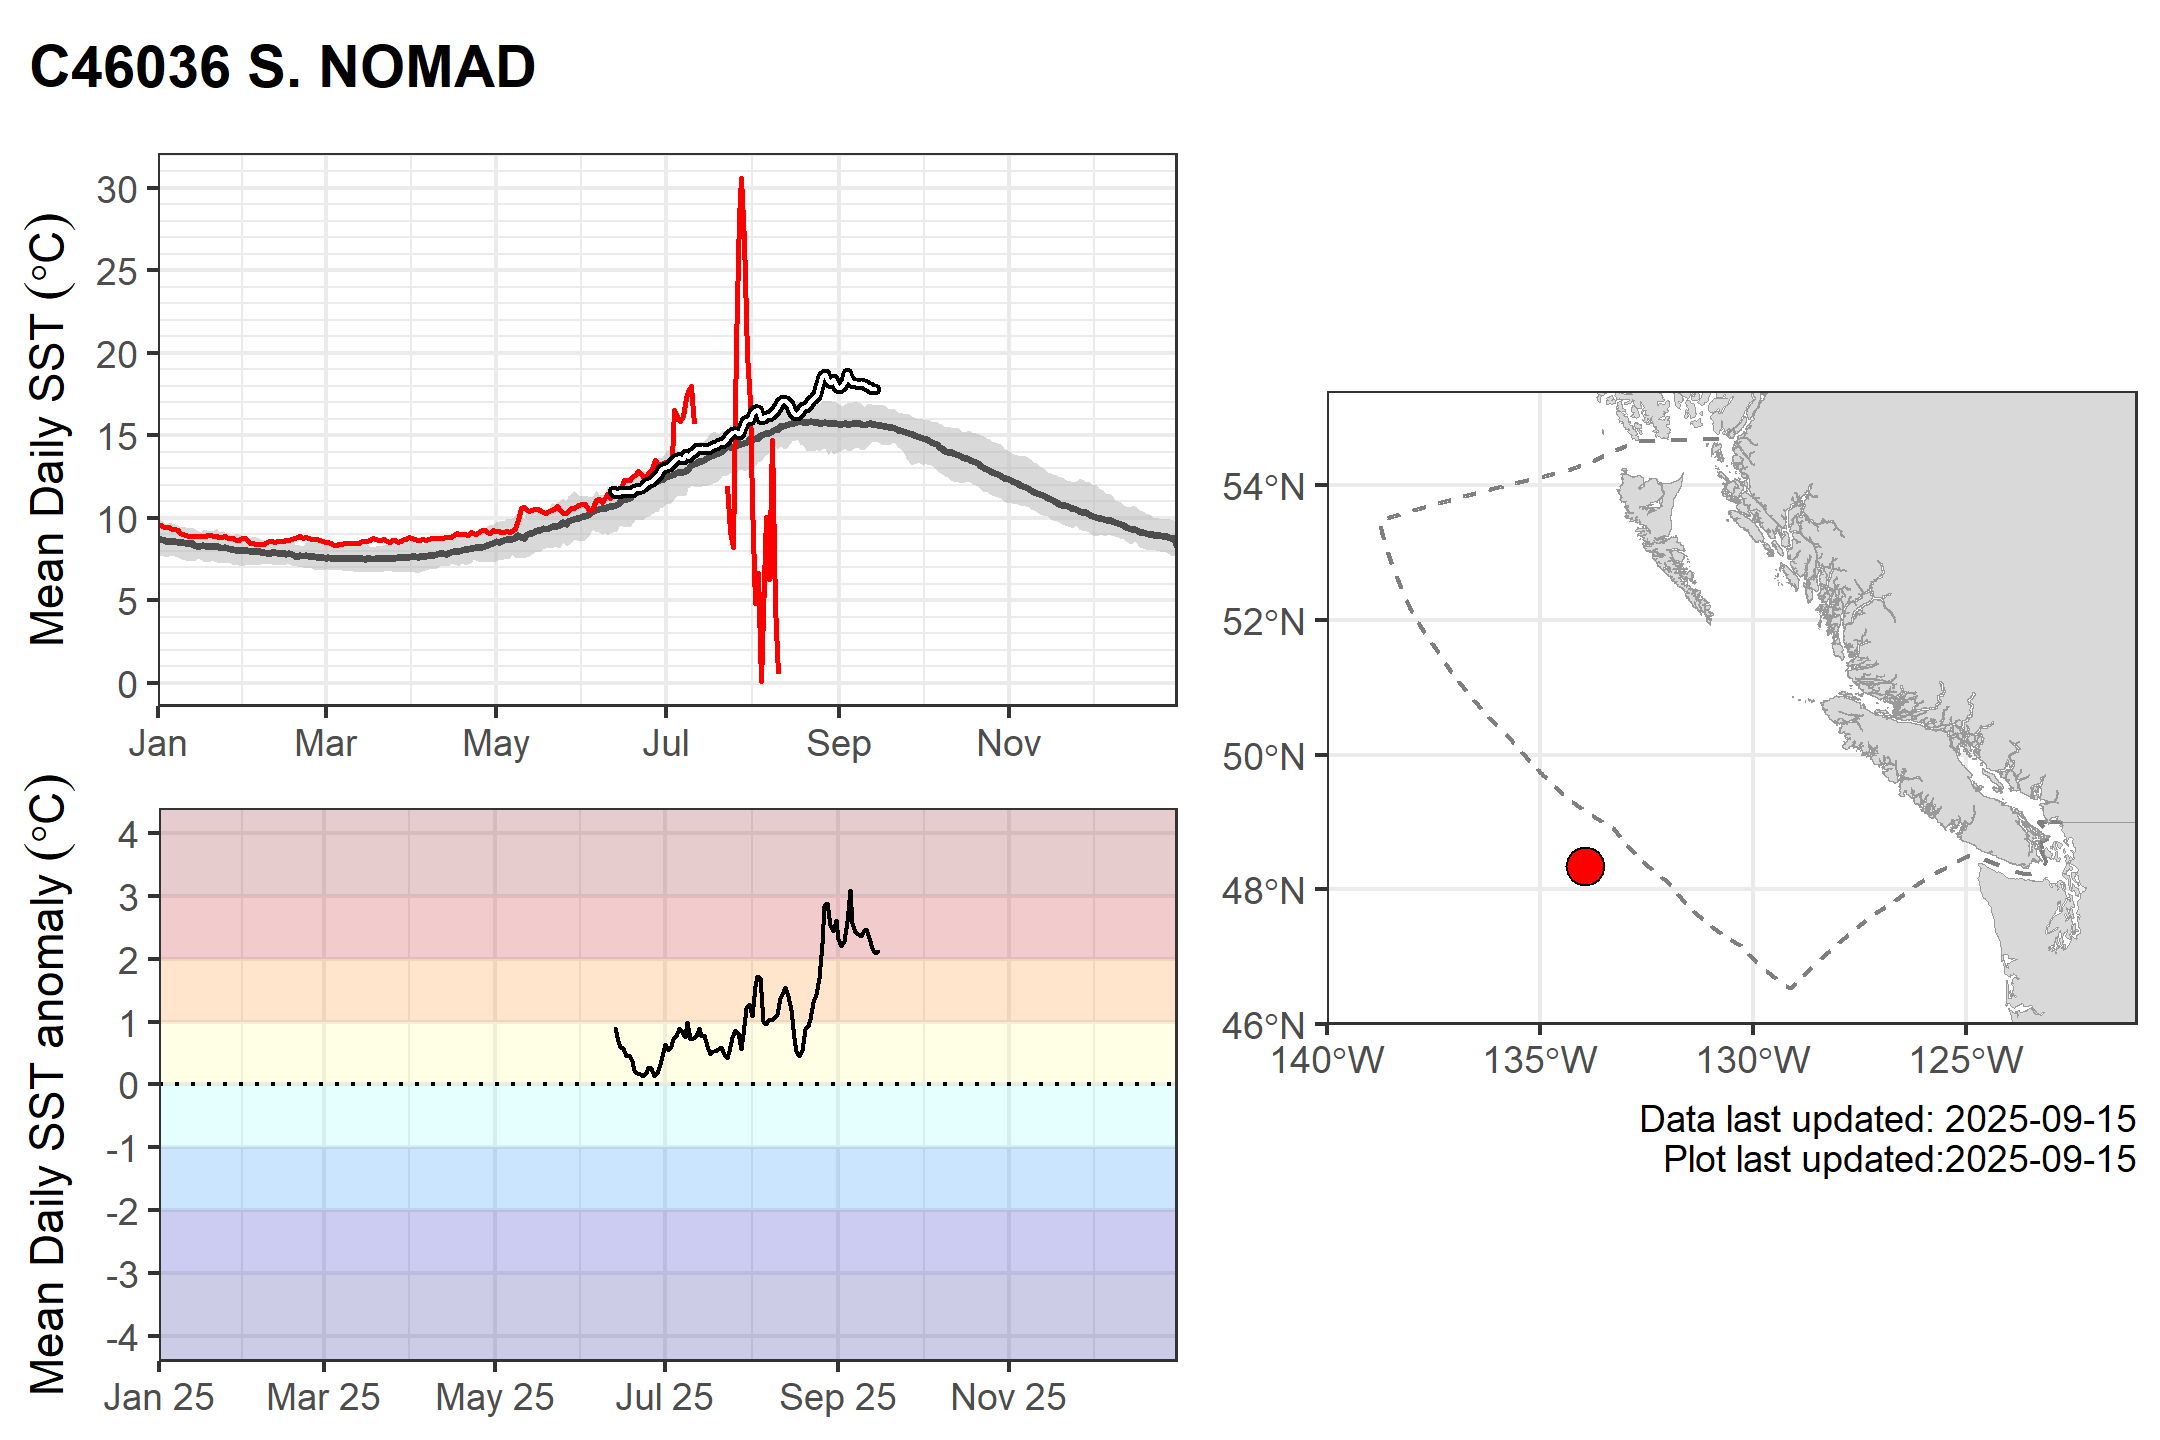 C46036 S. NOMAD
Mean Daily SST (°C)
30
25
20
15
10
5
0
Jan Mar May Jul Sep Nov
Mean Daily SST anomaly (°C)
4
3
2
1
0
-1
-2
-3
-4
Jan 25 Mar 25 May 25 Jul 25 Sep 25 Nov 25
54°N
52°N
50°N
48°N
46°N
140°W 135°W 130°W 125°W
Data last updated: 2025-09-15
Plot last updated:2025-09-15